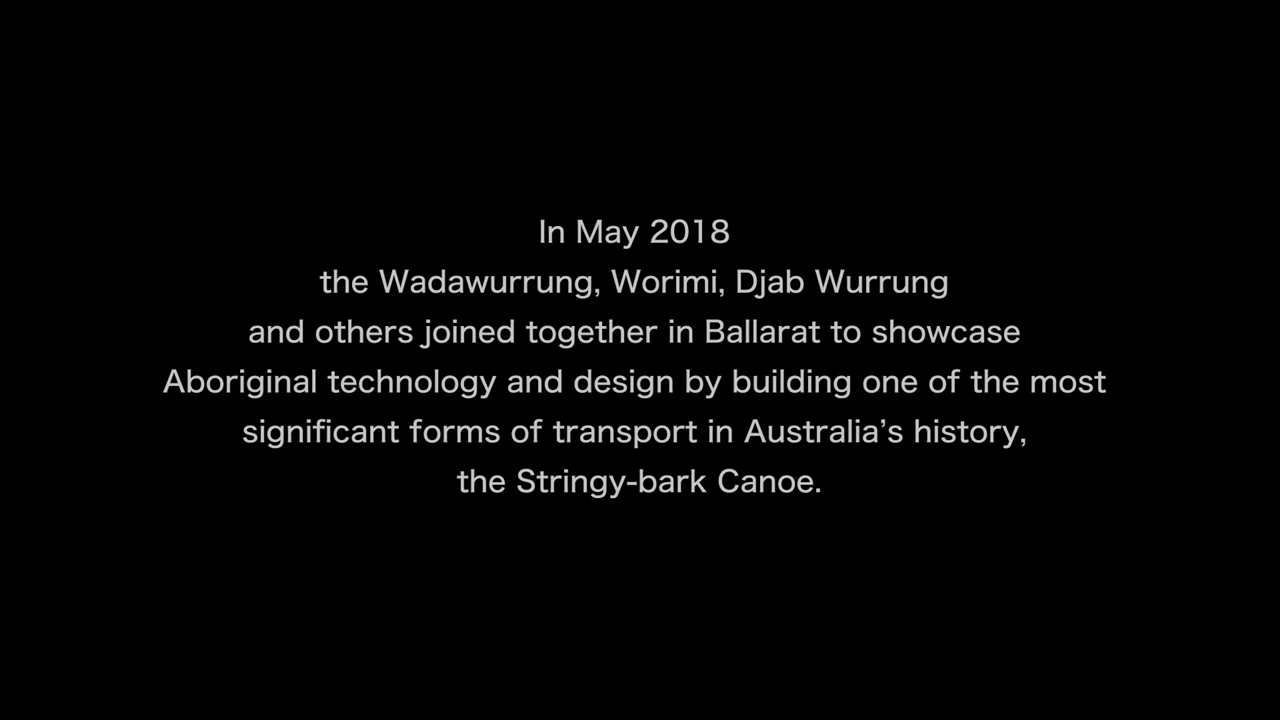 In May 2018
the Wadawurrung, Worimi, Djab Wurrung
and others joined together in Ballarat to showcase
Aboriginal technology and design by building one of the most
significant forms of transport in Australia’s history,
the Stringy-bark Canoe.